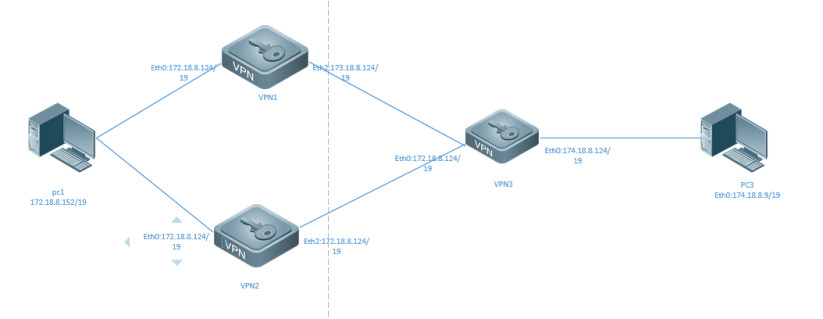 Eth0:172.18.8.124/
19
VPN
VPN1
Eth2:173.18.8.124/
19
pc1
172.18.8.152/19
Eth0:172.18.8.124/
19
VPN
VPN2
Eth2:172.18.8.124/
19
Eth0:172.18.8.124/
19
VPN
VPN3
Eth0:174.18.8.124/
19
PC3
Eth0:174.18.8.9/19